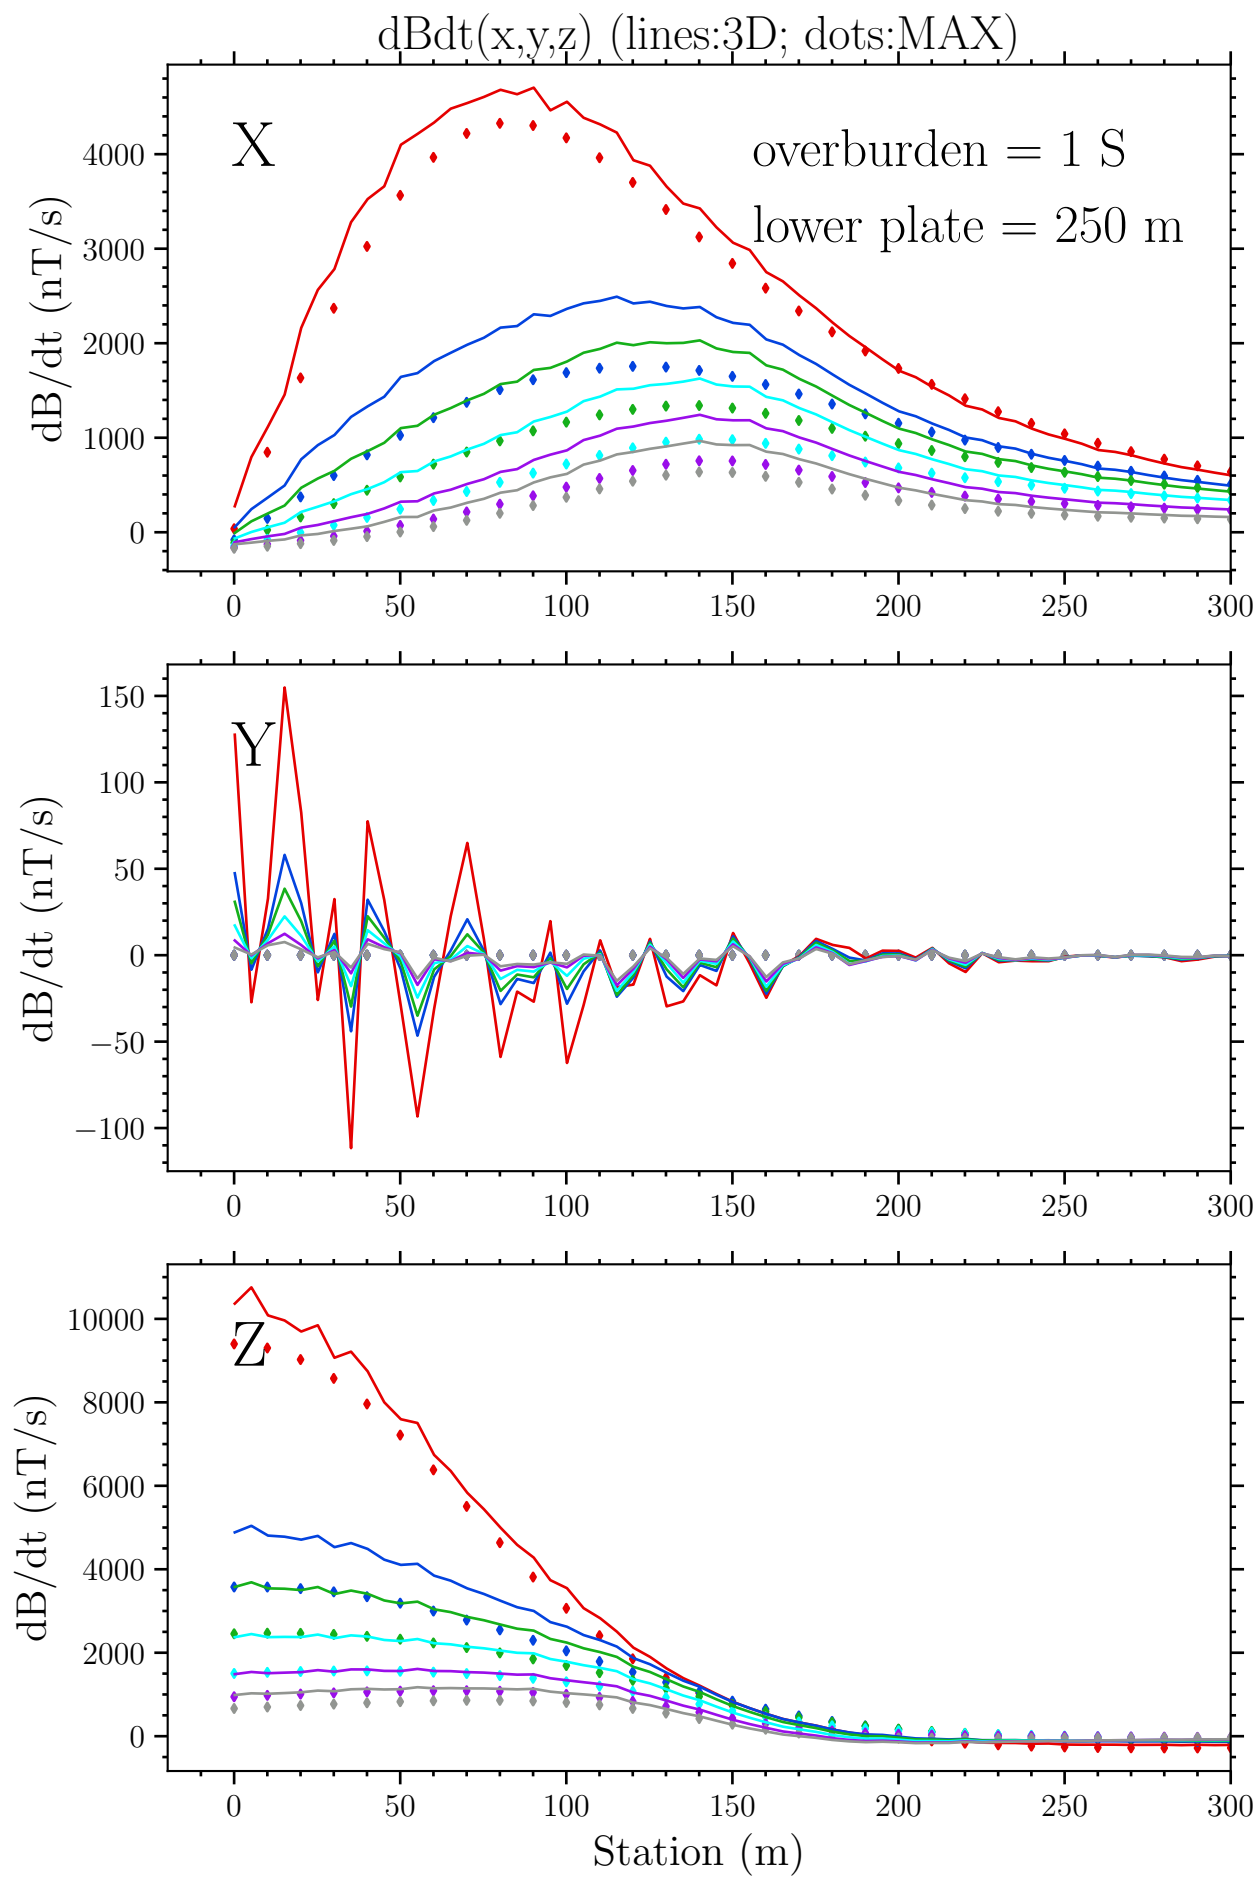 dBdt(x,y,z) (lines:3D; dots:MAX)
X
overburden = 1 S
lower plate = 250 m
dB/dt (nT/s)
4000
3000
2000
1000
0
0 50 100 150 200 250 300
Y
dB/dt (nT/s)
150
100
50
0
−50
−100
0 50 100 150 200 250 300
Z
dB/dt (nT/s)
10000
8000
6000
4000
2000
0
0 50 100 150 200 250 300
Station (m)